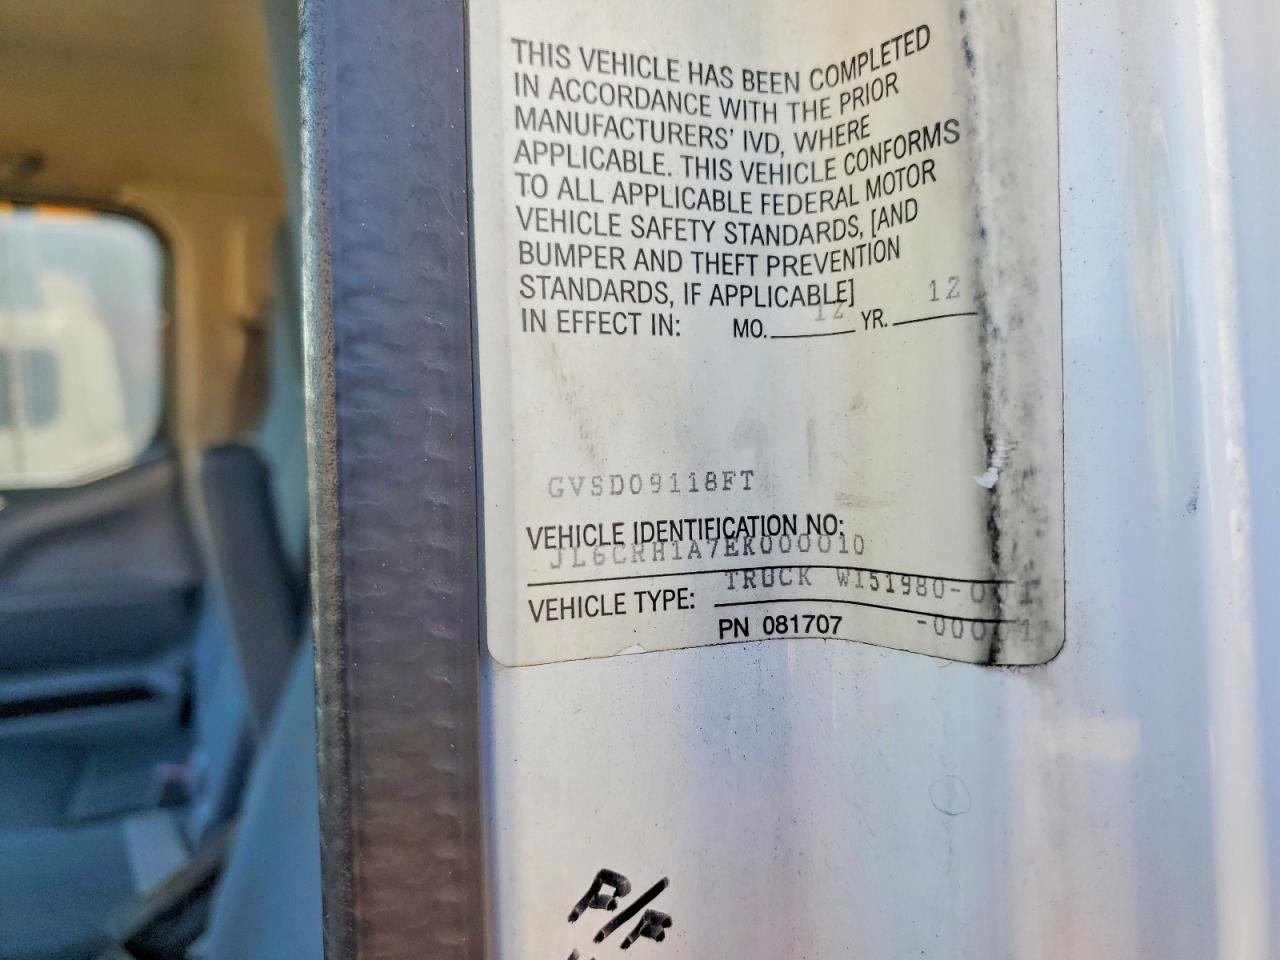 THIS VEHICLE HAS BEEN COMPLETED
IN ACCORDANCE WITH THE PRIOR
MANUFACTURERS' IVD, WHERE
APPLICABLE. THIS VEHICLE CONFORMS
TO ALL APPLICABLE FEDERAL MOTOR
VEHICLE SAFETY STANDARDS, [AND
BUMPER AND THEFT PREVENTION
STANDARDS, IF APPLICABLE]
IN EFFECT IN: MO. 12 YR. 12
GVSD09118FT
VEHICLE IDENTIFICATION NO:
JL6CRH1A7EK000010
VEHICLE TYPE: TRUCK
PN 081707
P/F